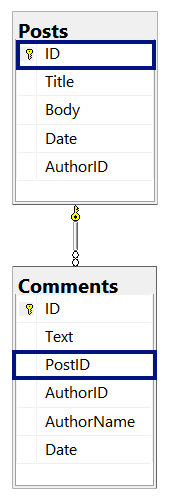 Posts
ID
Title
Body
Date
AuthorID
Comments
ID
Text
PostID
AuthorID
AuthorName
Date